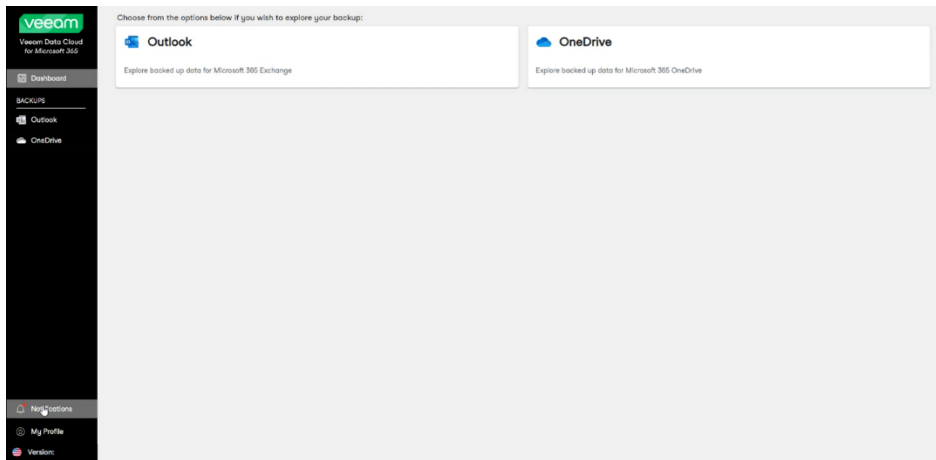 veeam
Veeam Data Cloud
for Microsoft 365
Dashboard
BACKUPS
Outlook
OneDrive
Notifications
My Profile
Version:
Choose from the options below if you wish to explore your backup:
Outlook
Explore backed up data for Microsoft 365 Exchange
OneDrive
Explore backed up data for Microsoft 365 OneDrive